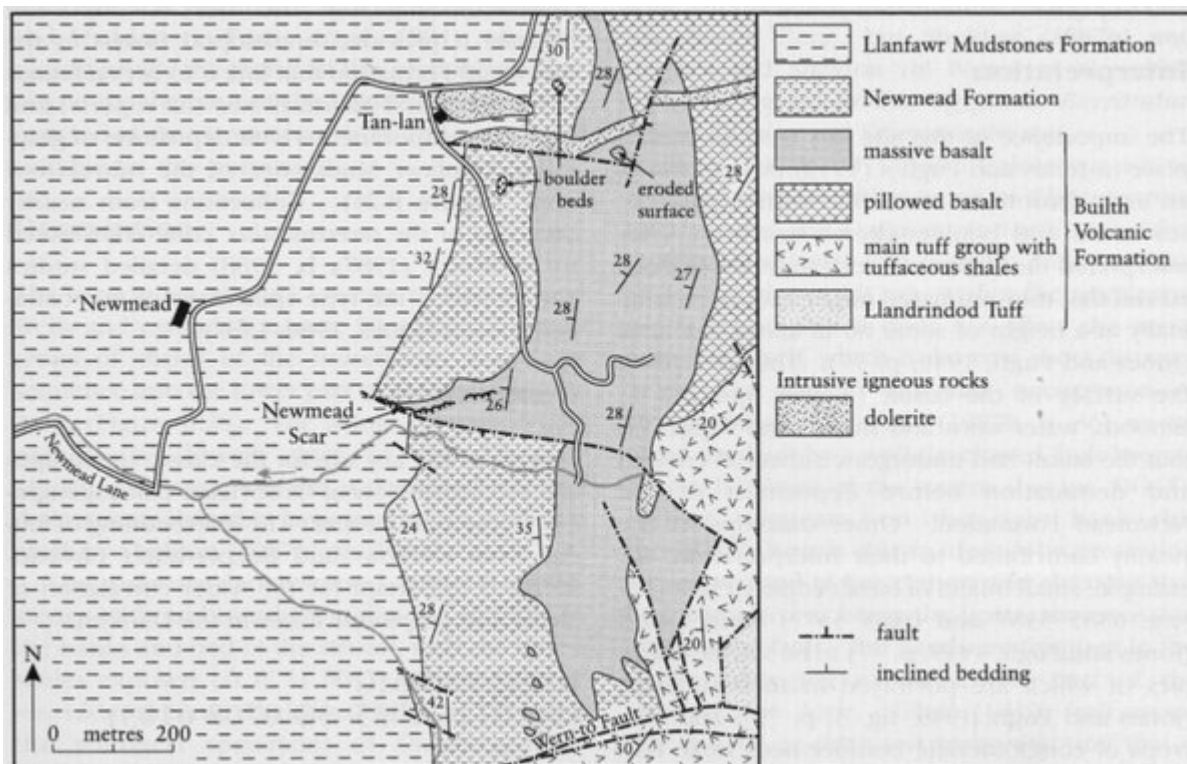 Llanfawr Mudstones Formation
Newmead Formation
massive basalt
pillowed basalt
main tuff group with
tuffaceous shales
Llandrindod Tuff
Builth
Volcanic
Formation
Intrusive igneous rocks
dolerite
fault
inclined bedding
30
28
Tan-lan
boulder
beds
eroded
surface
28
28
32
28
27
Newmead
28
26
Newmead
Scar
28
20
Newmead Lane
24
35
28
20
42
Wern-to Fault
30
N
0 metres 200